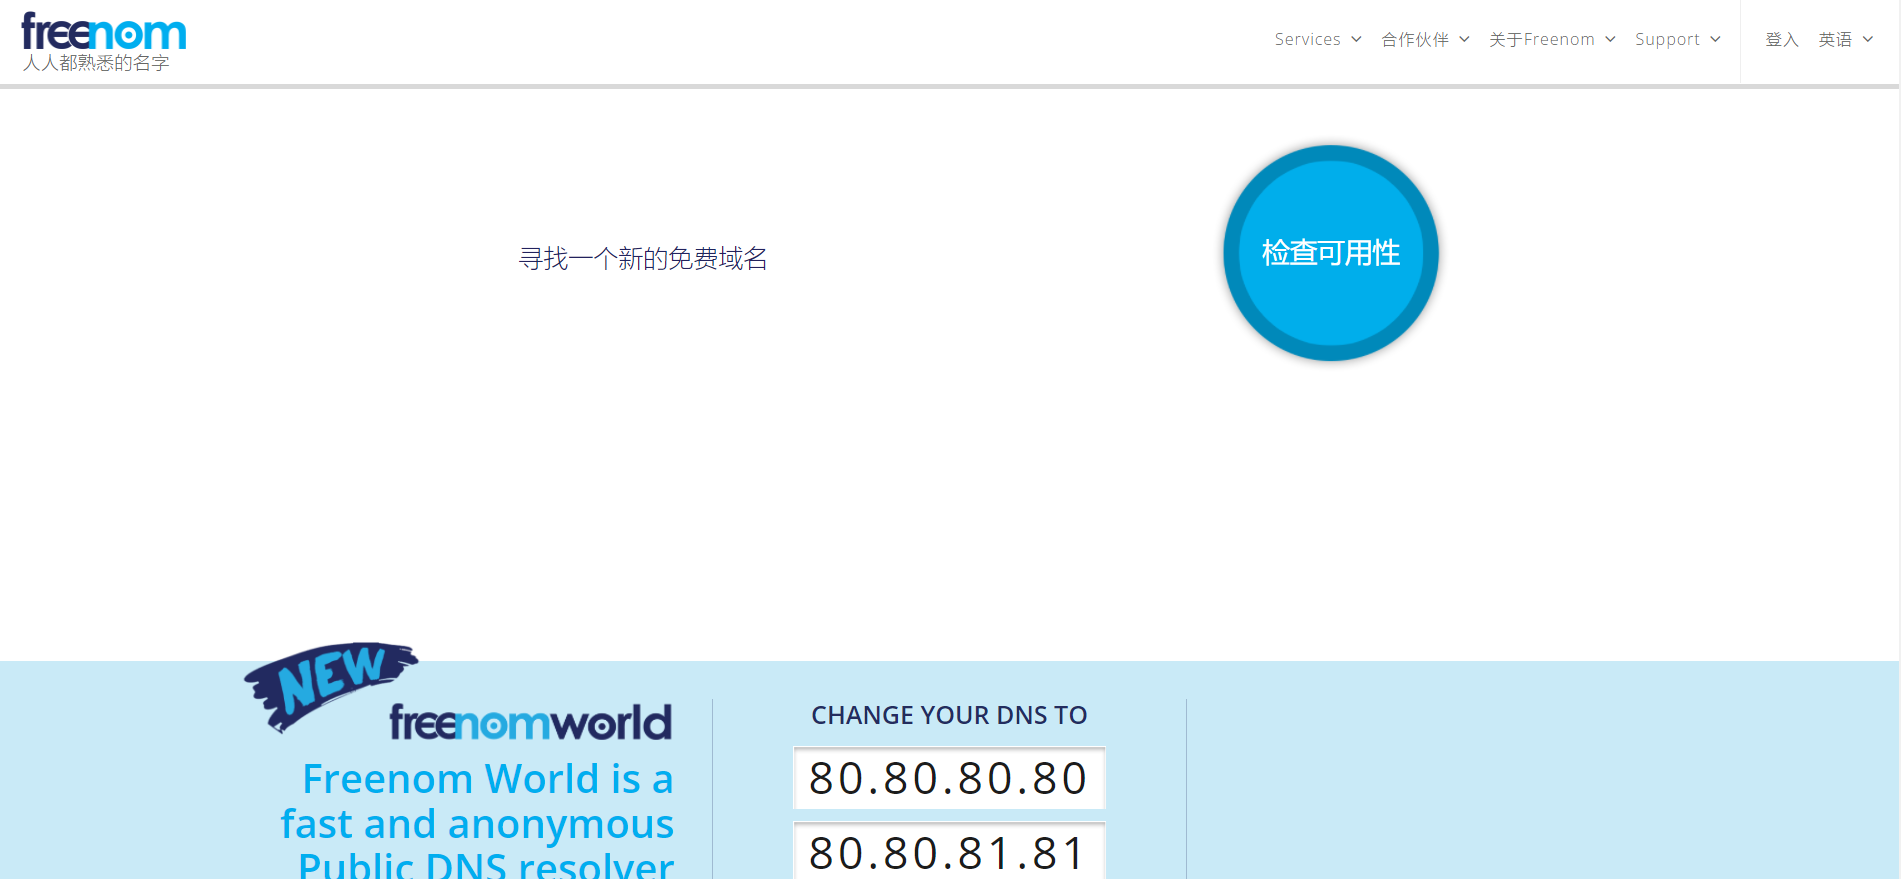 freenom
人人都熟悉的名字
Services
合作伙伴
关于Freenom
Support
登入
英语
寻找一个新的免费域名
检查可用性
NEW
freenomworld
Freenom World is a
fast and anonymous
Public DNS resolver
CHANGE YOUR DNS TO
80.80.80.80
80.80.81.81